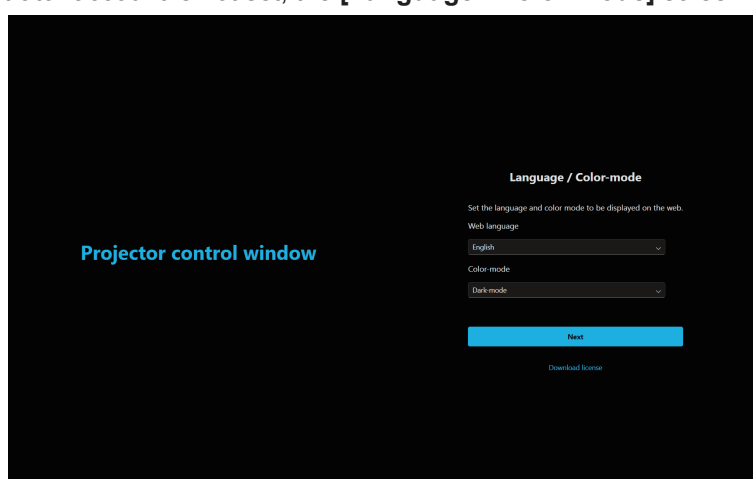 Language / Color-mode
Set the language and color mode to be displayed on the web.
Web language
English
Projector control window
Color-mode
Dark-mode
Next
Download license